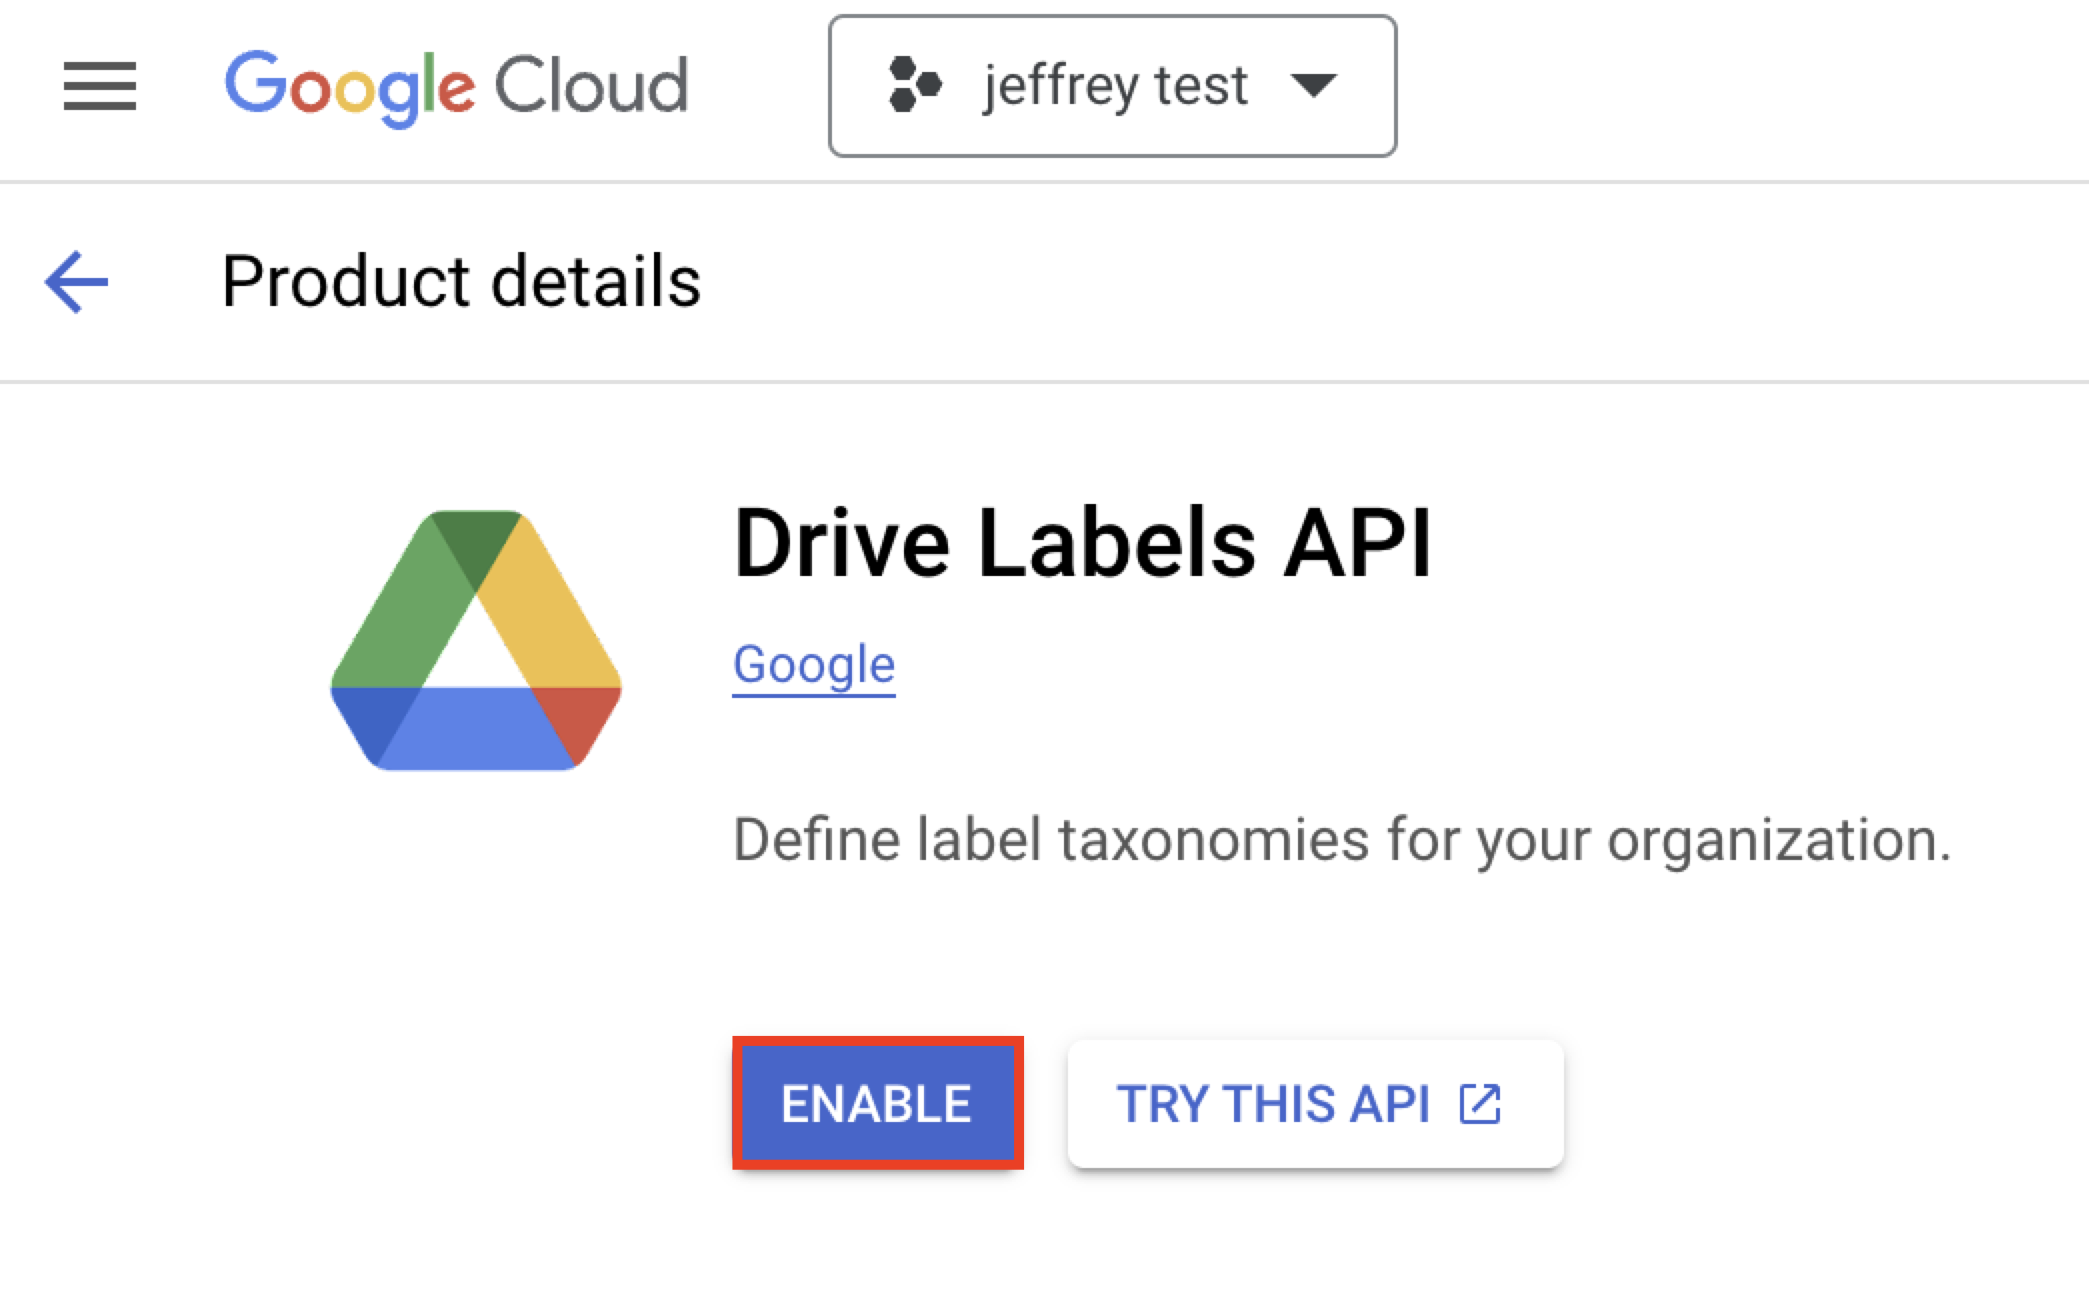 Google Cloud
jeffrey test
Product details
Drive Labels API
Google
Define label taxonomies for your organization.
ENABLE
TRY THIS API